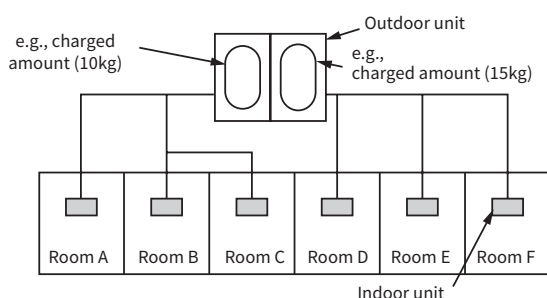 Outdoor unit
e.g., charged
amount (10kg)
e.g.,
charged amount (15kg)
Room A
Room B
Room C
Room D
Room E
Room F
Indoor unit